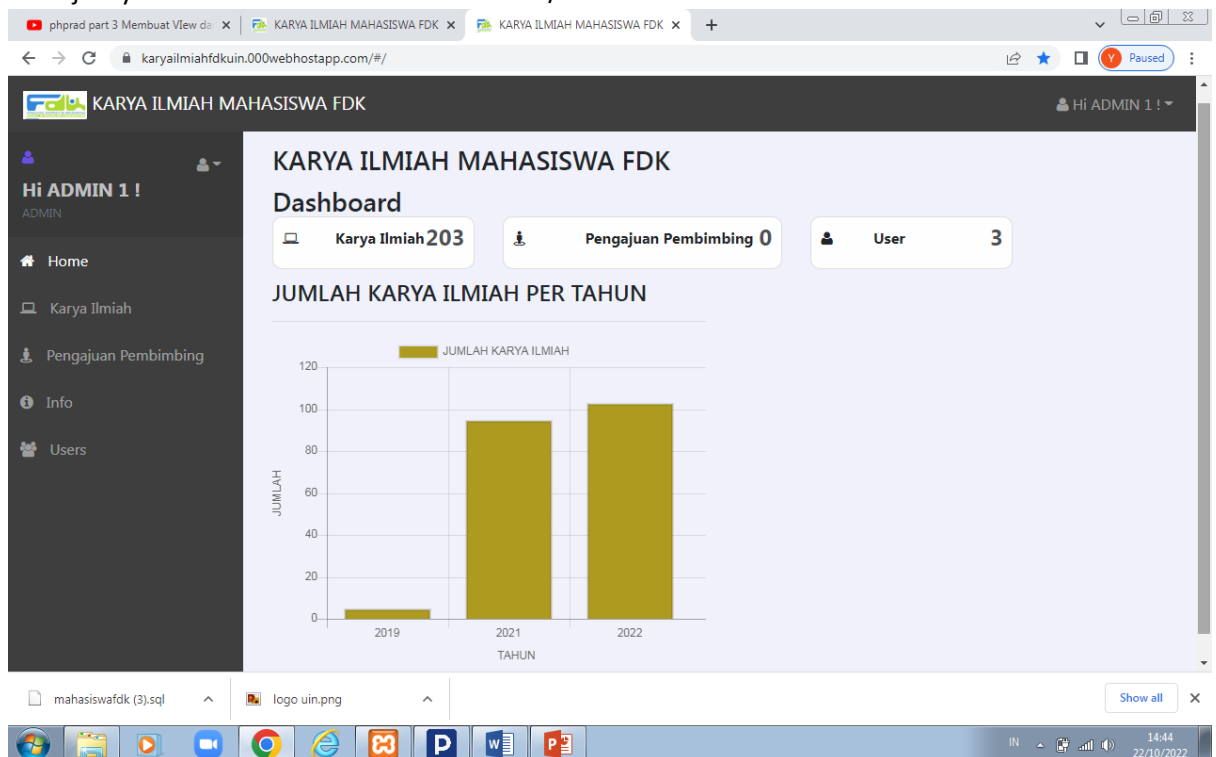 phprad part 3 Membuat VIew da
KARYA ILMIAH MAHASISWA FDK
KARYA ILMIAH MAHASISWA FDK
karyailmiahfdkuin.000webhostapp.com/#/
Y Paused
KARYA ILMIAH MAHASISWA FDK
Hi ADMIN 1 !
Hi ADMIN 1 !
ADMIN
Home
Karya Ilmiah
Pengajuan Pembimbing
Info
Users
KARYA ILMIAH MAHASISWA FDK
Dashboard
Karya Ilmiah 203
Pengajuan Pembimbing 0
User 3
JUMLAH KARYA ILMIAH PER TAHUN
JUMLAH KARYA ILMIAH
120
100
80
60
40
20
0
JUMLAH
2019 2021 2022
TAHUN
mahasiswafdk (3).sql
logo uin.png
Show all
IN
14:44
22/10/2022